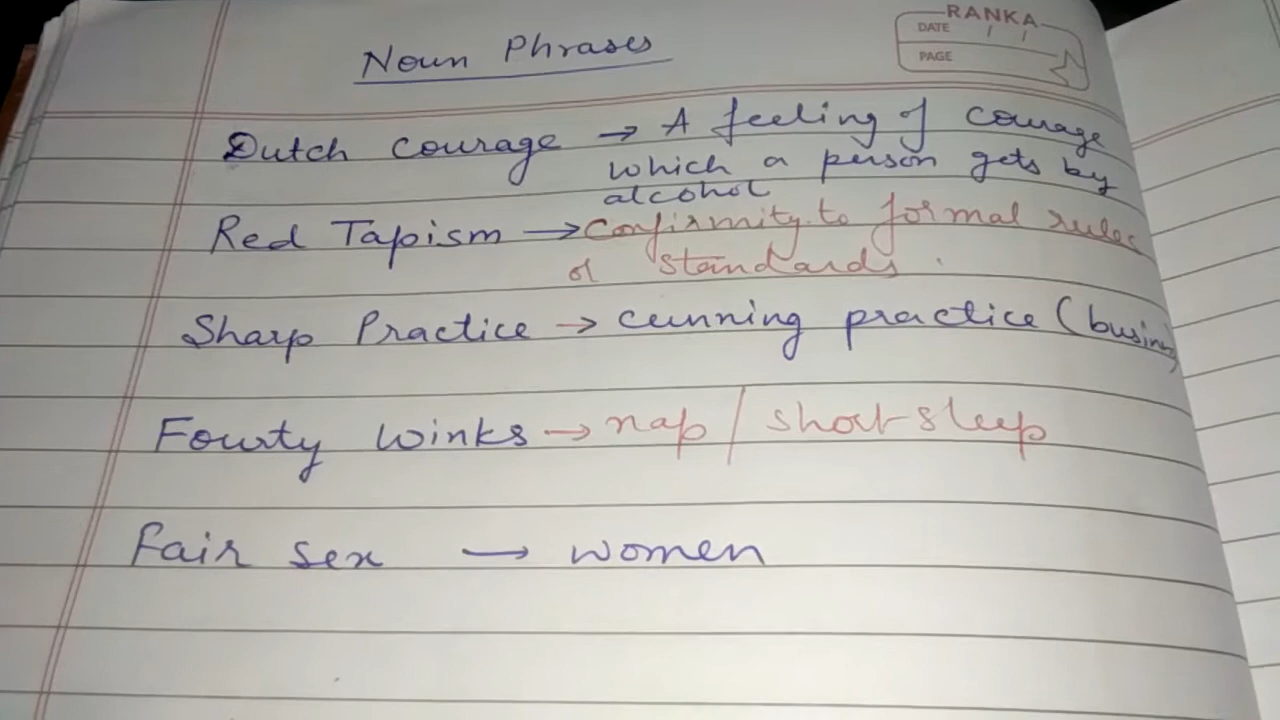 RANKA
DATE / /
PAGE
Noun Phrases
Dutch courage → A feeling of courage
which a person gets by
alcohol
Red Tapism → Confirmity to formal rules
of standards.
Sharp Practice → cunning practice (busin
Fourty winks → nap / short sleep
Fair sex → women